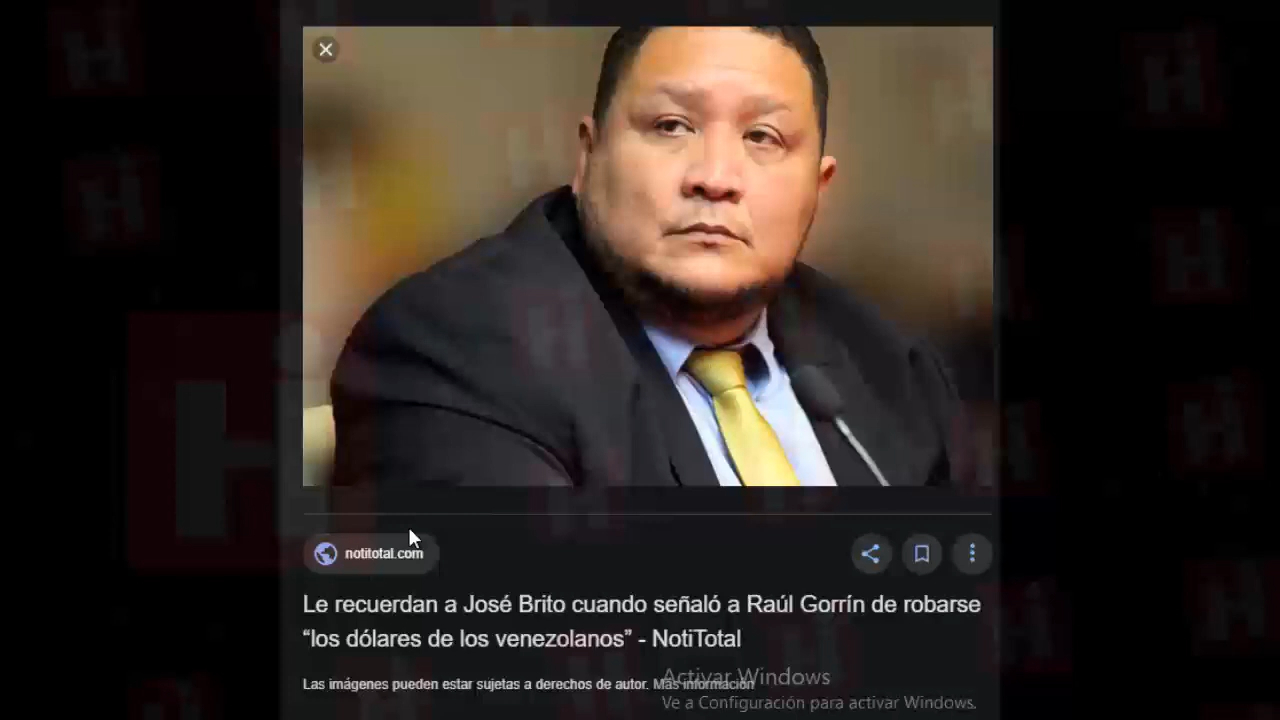 notitotal.com
Le recuerdan a José Brito cuando señaló a Raúl Gorrín de robarse
“los dólares de los venezolanos” - NotiTotal
Las imágenes pueden estar sujetas a derechos de autor. Más información
Activar Windows
Ve a Configuración para activar Windows.
Hi